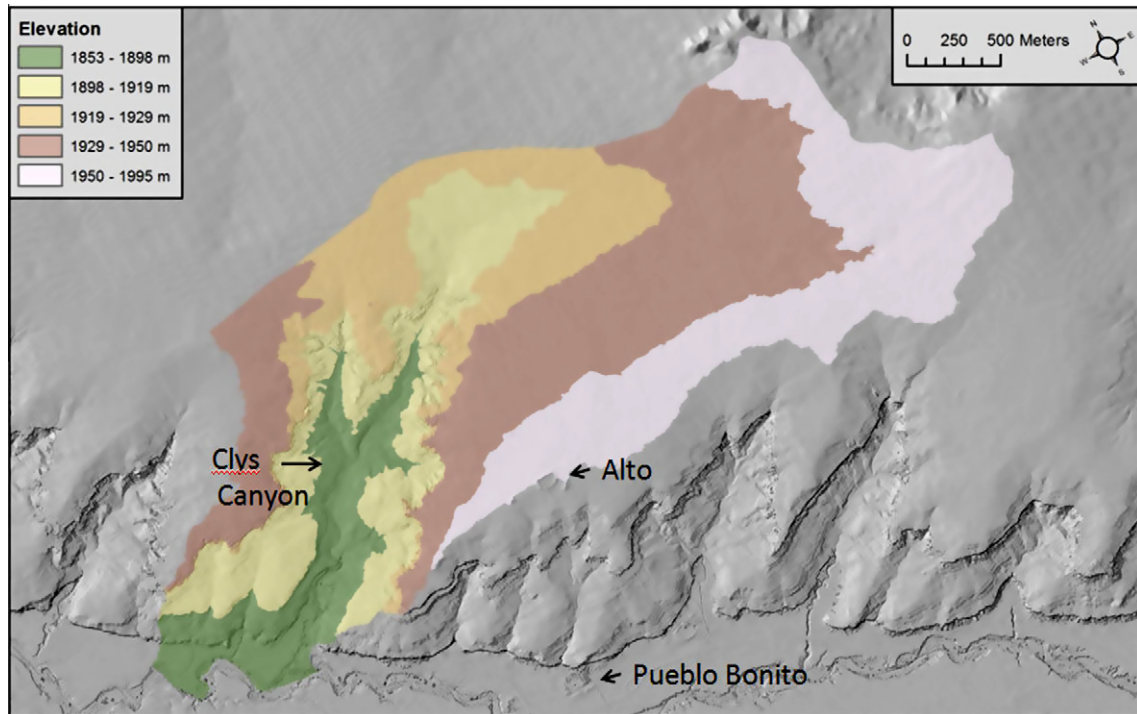 Elevation
1853 - 1898 m
1898 - 1919 m
1919 - 1929 m
1929 - 1950 m
1950 - 1995 m
0 250 500 Meters
N
E
W
S
Clys
Canyon
Alto
Pueblo Bonito